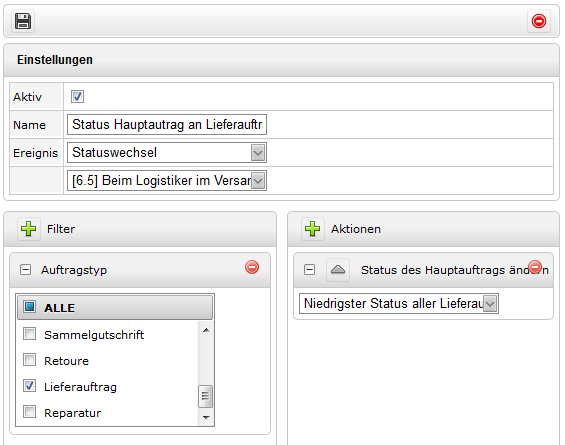 Einstellungen
Aktiv
Name Status Hauptautrag an Lieferauftr
Ereignis Statuswechsel
[6.5] Beim Logistiker im Versar
Filter
Auftragstyp
ALLE
Sammelgutschrift
Retoure
Lieferauftrag
Reparatur
Aktionen
Status des Hauptauftrags ändern
Niedrigster Status aller Lieferau